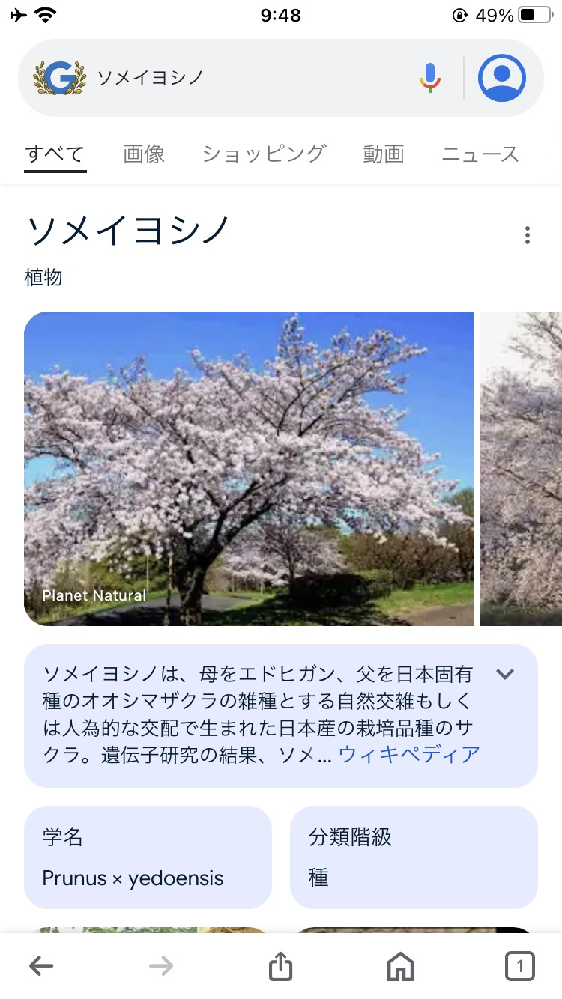 9:48
49%
G ソメイヨシノ
すべて 画像 ショッピング 動画 ニュース
ソメイヨシノ
植物
Planet Natural
ソメイヨシノは、母をエドヒガン、父を日本固有
種のオオシマザクラの雑種とする自然交雑もしく
は人為的な交配で生まれた日本産の栽培品種のサ
クラ。遺伝子研究の結果、ソメ... ウィキペディア
学名
Prunus × yedoensis
分類階級
種
1